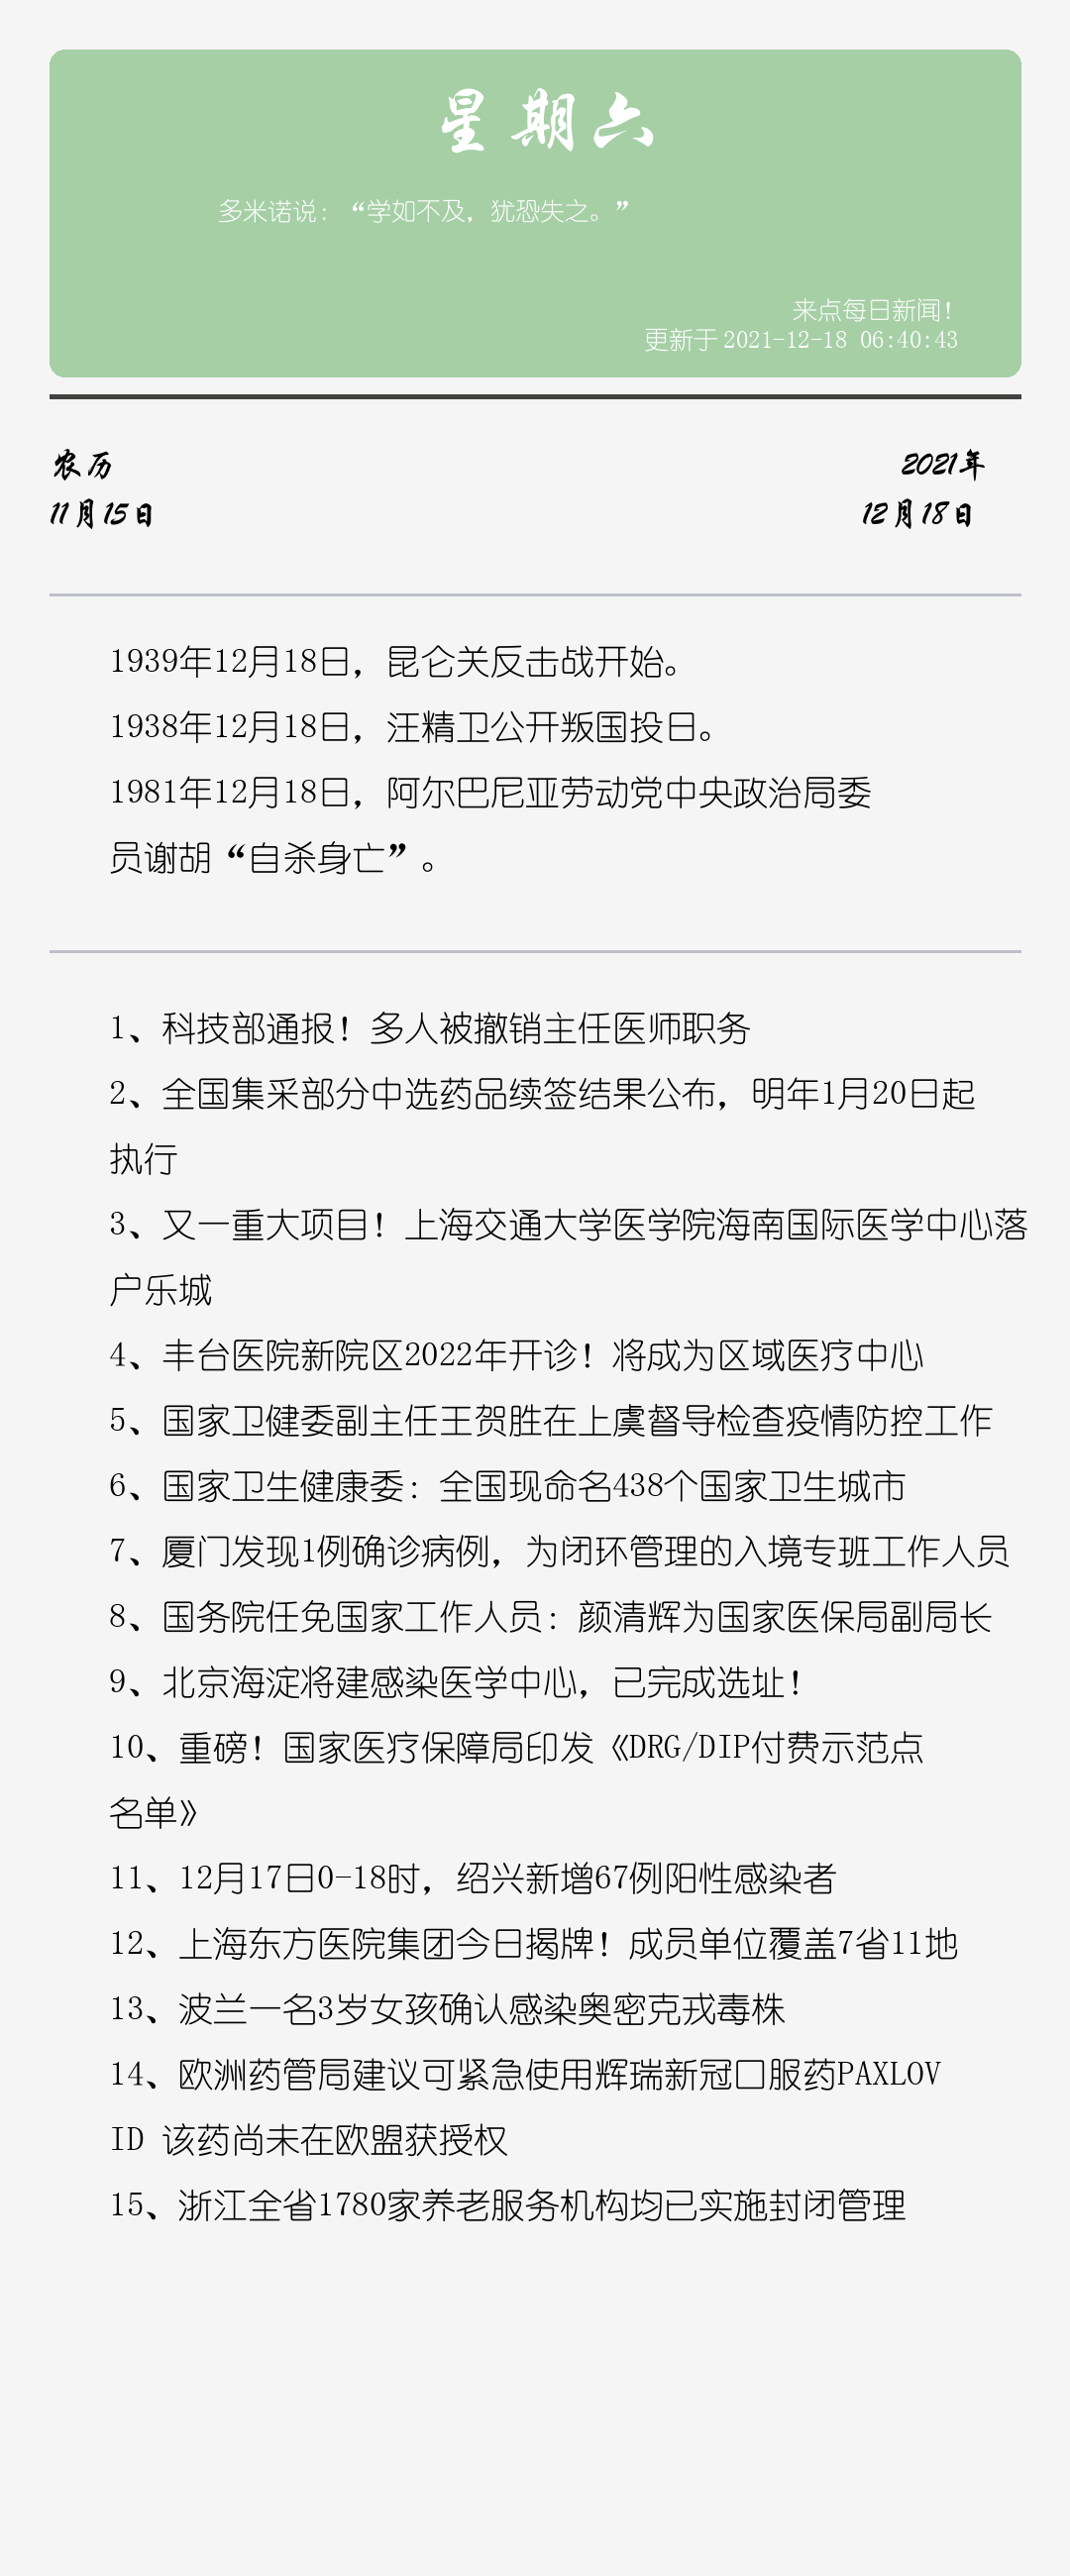 星期六
多米诺说：“学如不及，犹恐失之。”
来点每日新闻！
更新于 2021-12-18 06:40:43
农历
2021年
11月15日
12月18日
1939年12月18日，昆仑关反击战开始。
1938年12月18日，汪精卫公开叛国投日。
1981年12月18日，阿尔巴尼亚劳动党中央政治局委
员谢胡“自杀身亡”。
1、科技部通报！多人被撤销主任医师职务
2、全国集采部分中选药品续签结果公布，明年1月20日起
执行
3、又一重大项目！上海交通大学医学院海南国际医学中心落
户乐城
4、丰台医院新院区2022年开诊！将成为区域医疗中心
5、国家卫健委副主任王贺胜在上虞督导检查疫情防控工作
6、国家卫生健康委：全国现命名438个国家卫生城市
7、厦门发现1例确诊病例，为闭环管理的入境专班工作人员
8、国务院任免国家工作人员：颜清辉为国家医保局副局长
9、北京海淀将建感染医学中心，已完成选址！
10、重磅！国家医疗保障局印发《DRG/DIP付费示范点
名单》
11、12月17日0-18时，绍兴新增67例阳性感染者
12、上海东方医院集团今日揭牌！成员单位覆盖7省11地
13、波兰一名3岁女孩确认感染奥密克戎毒株
14、欧洲药管局建议可紧急使用辉瑞新冠口服药PAXLOV
ID 该药尚未在欧盟获授权
15、浙江全省1780家养老服务机构均已实施封闭管理